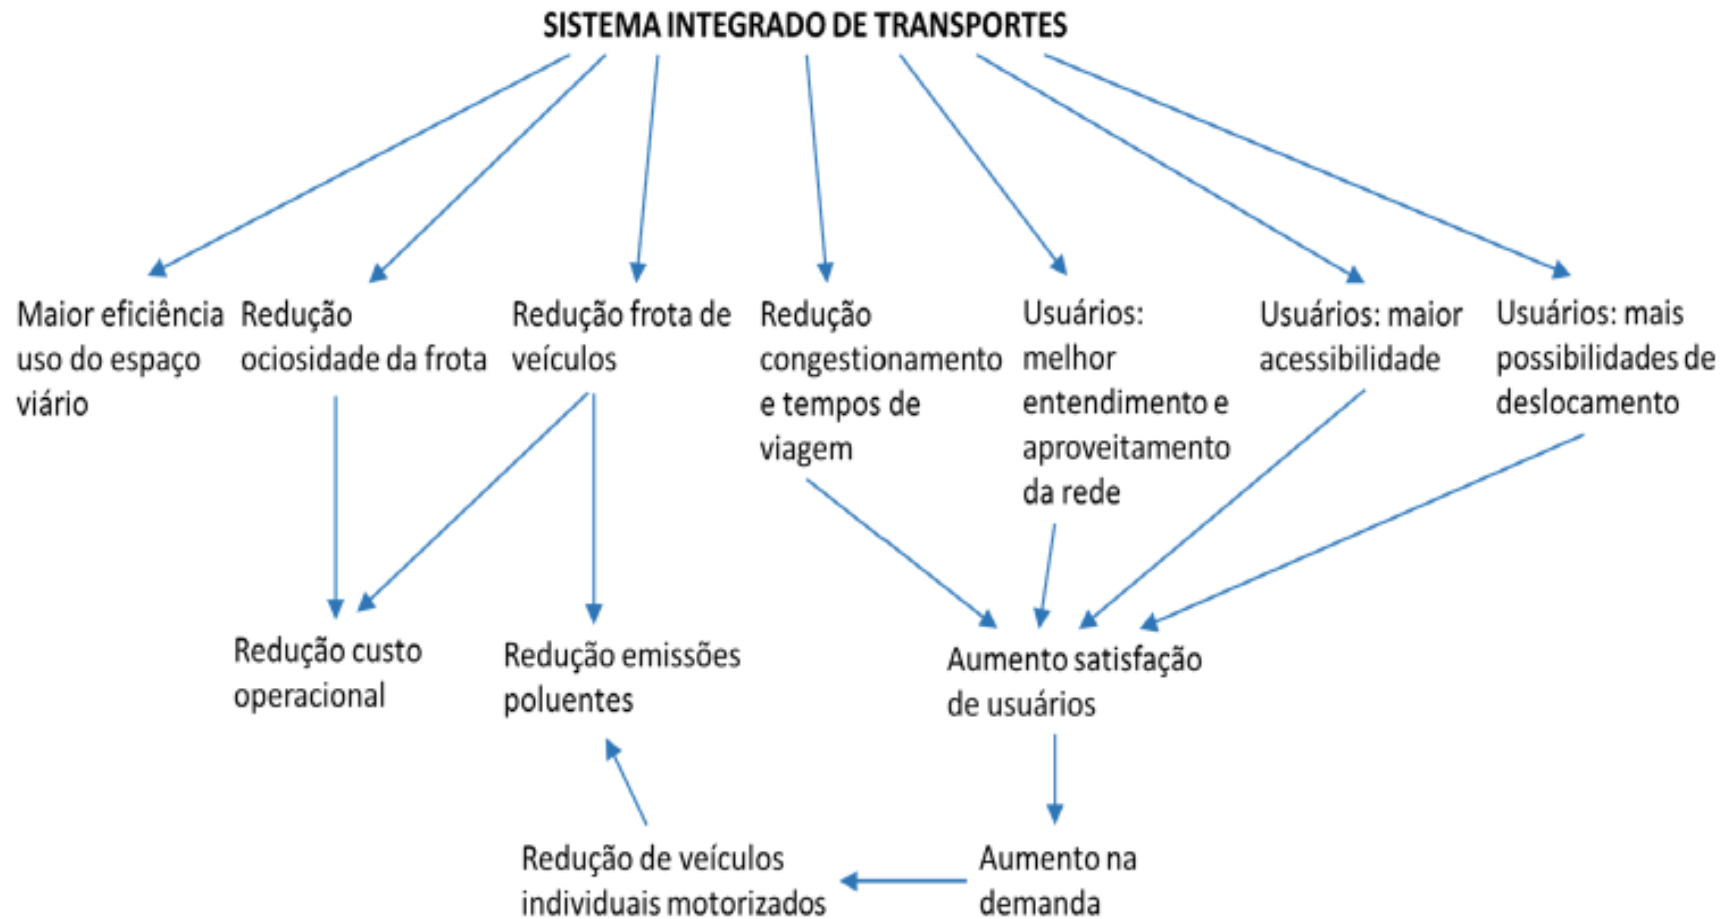 SISTEMA INTEGRADO DE TRANSPORTES
Maior eficiência
uso do espaço
viário
Redução
ociosidade da frota
Redução frota de
veículos
Redução
congestionamento
e tempos de
viagem
Usuários:
melhor
entendimento e
aproveitamento
da rede
Usuários: maior
acessibilidade
Usuários: mais
possibilidades de
deslocamento
Redução custo
operacional
Redução emissões
poluentes
Aumento satisfação
de usuários
Redução de veículos
individuais motorizados
Aumento na
demanda